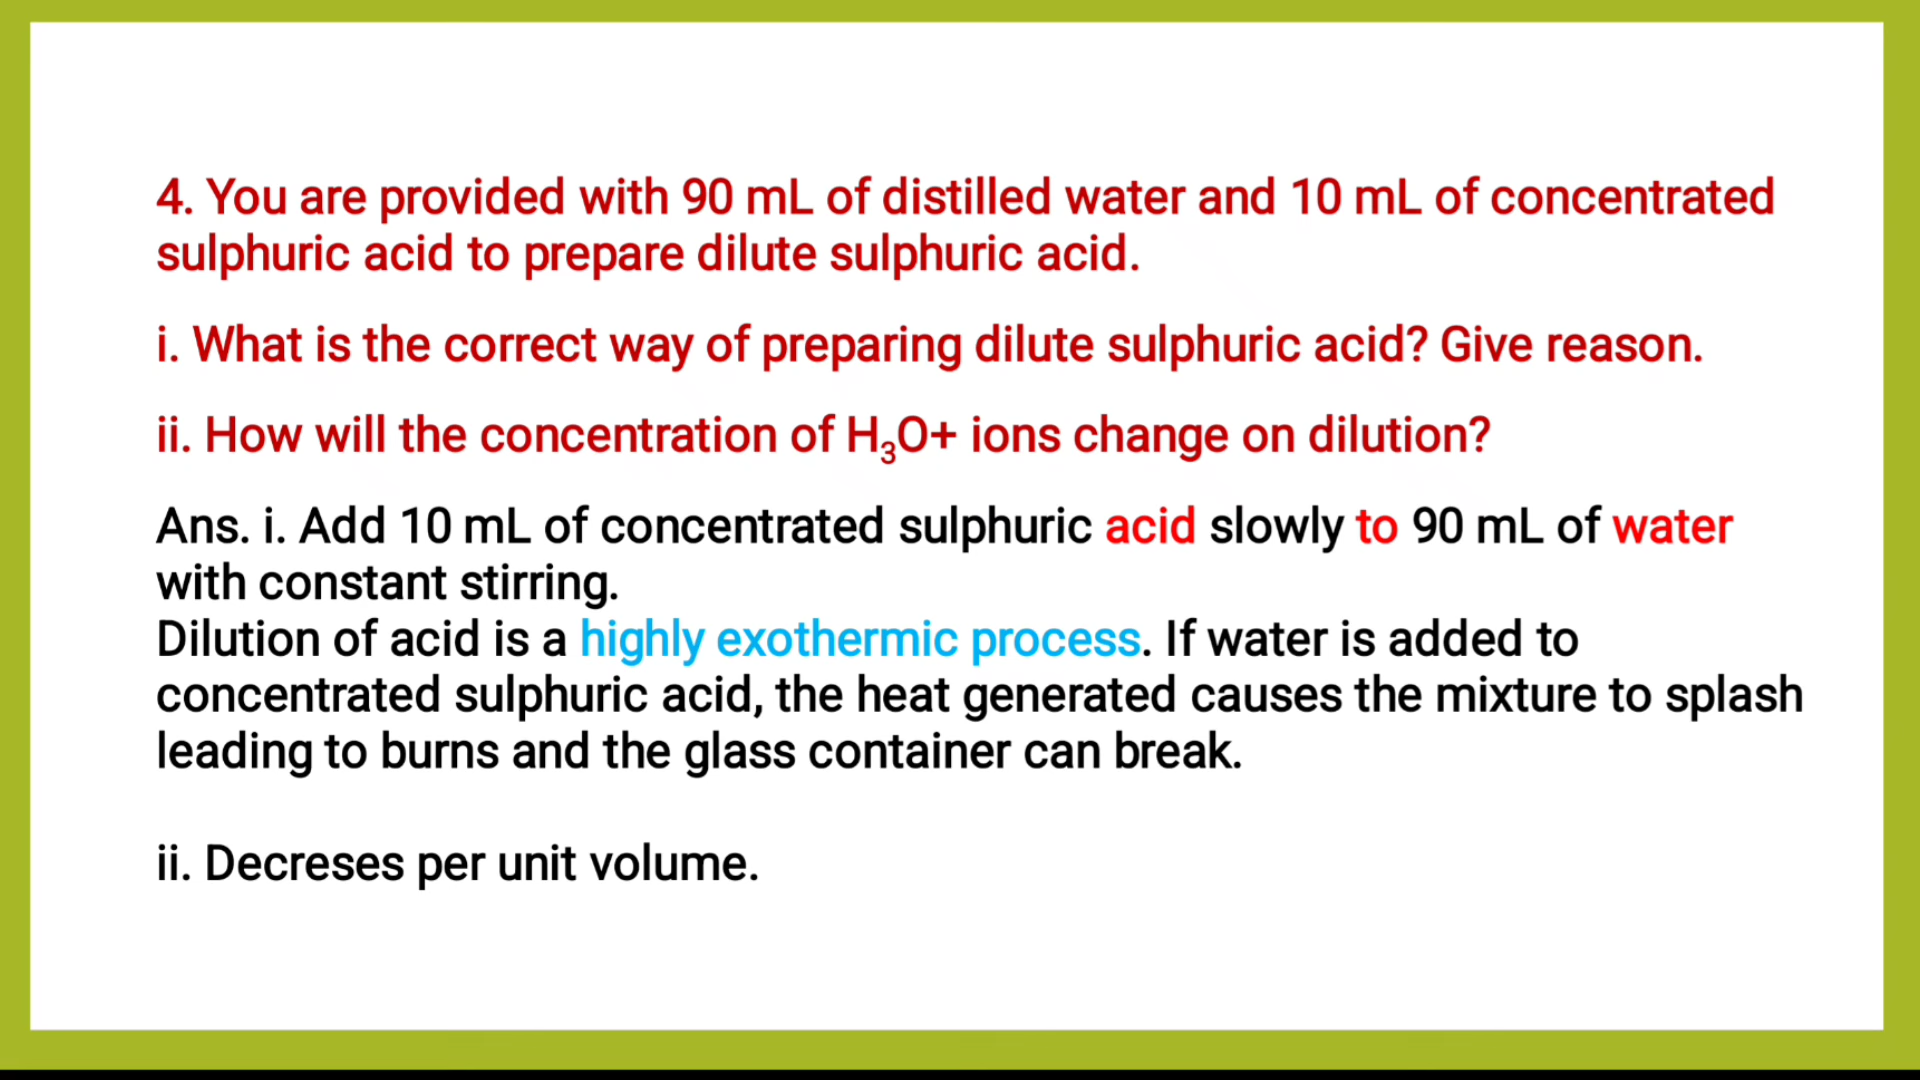 4. You are provided with 90 mL of distilled water and 10 mL of concentrated
sulphuric acid to prepare dilute sulphuric acid.
i. What is the correct way of preparing dilute sulphuric acid? Give reason.
ii. How will the concentration of H₃O+ ions change on dilution?
Ans. i. Add 10 mL of concentrated sulphuric acid slowly to 90 mL of water
with constant stirring.
Dilution of acid is a highly exothermic process. If water is added to
concentrated sulphuric acid, the heat generated causes the mixture to splash
leading to burns and the glass container can break.
ii. Decreses per unit volume.